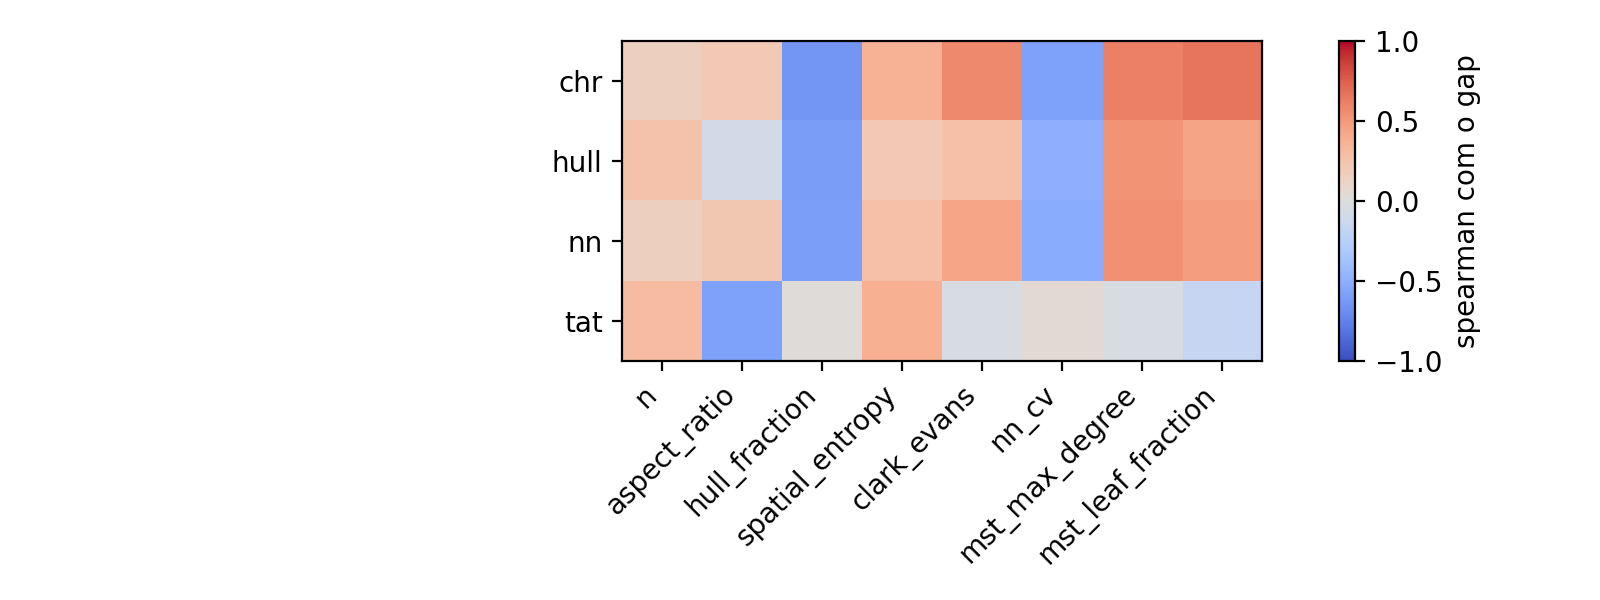 chr
hull
nn
tat
n
aspect_ratio
hull_fraction
spatial_entropy
clark_evans
nn_cv
mst_max_degree
mst_leaf_fraction
1.0
0.5
0.0
−0.5
−1.0
spearman com o gap